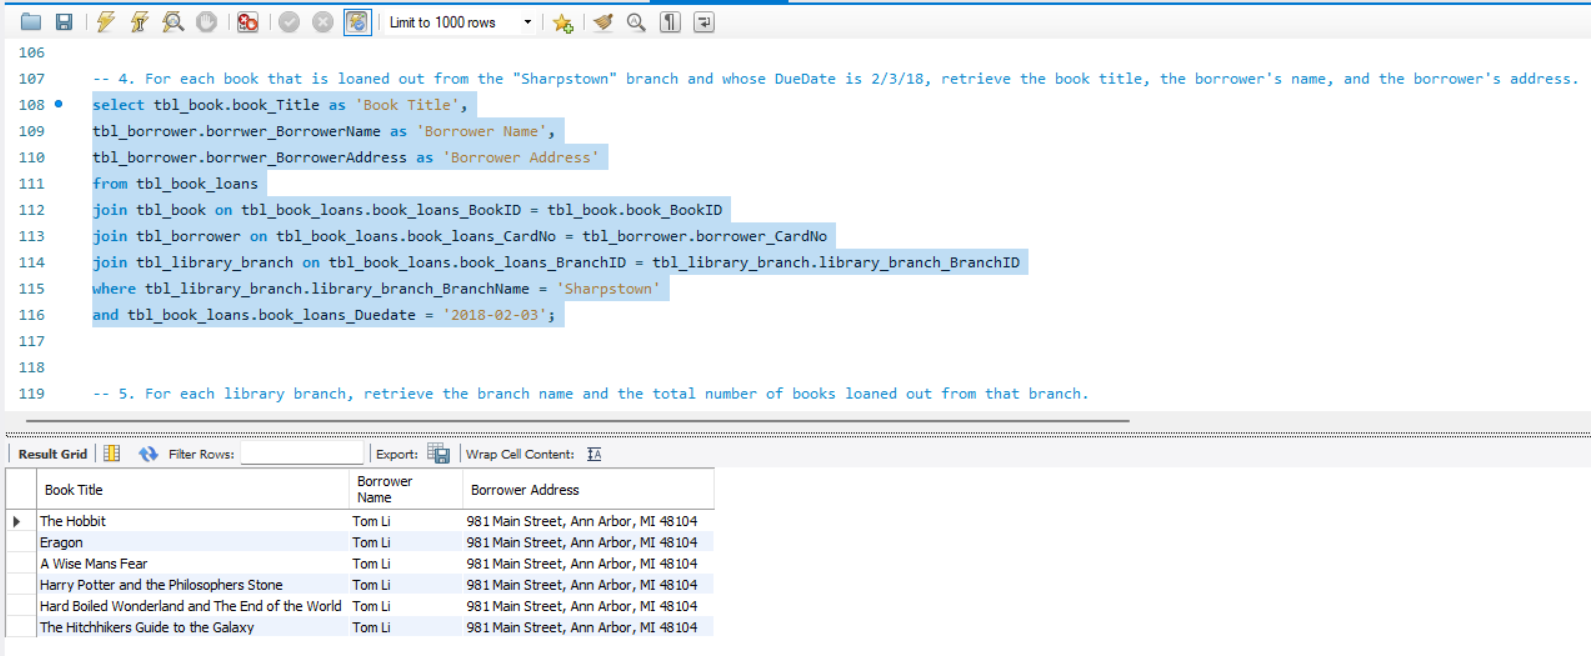 Limit to 1000 rows
106
107 -- 4. For each book that is loaned out from the "Sharpstown" branch and whose DueDate is 2/3/18, retrieve the book title, the borrower's name, and the borrower's address.
108 select tbl_book.book_Title as 'Book Title',
109 tbl_borrower.borrwer_BorrowerName as 'Borrower Name',
110 tbl_borrower.borrwer_BorrowerAddress as 'Borrower Address'
111 from tbl_book_loans
112 join tbl_book on tbl_book_loans.book_loans_BookID = tbl_book.book_BookID
113 join tbl_borrower on tbl_book_loans.book_loans_CardNo = tbl_borrower.borrower_CardNo
114 join tbl_library_branch on tbl_book_loans.book_loans_BranchID = tbl_library_branch.library_branch_BranchID
115 where tbl_library_branch.library_branch_BranchName = 'Sharpstown'
116 and tbl_book_loans.book_loans_Duedate = '2018-02-03';
117
118
119 -- 5. For each library branch, retrieve the branch name and the total number of books loaned out from that branch.
Result Grid Filter Rows: Export: Wrap Cell Content:
Book Title Borrower Name Borrower Address
The Hobbit Tom Li 981 Main Street, Ann Arbor, MI 48104
Eragon Tom Li 981 Main Street, Ann Arbor, MI 48104
A Wise Mans Fear Tom Li 981 Main Street, Ann Arbor, MI 48104
Harry Potter and the Philosophers Stone Tom Li 981 Main Street, Ann Arbor, MI 48104
Hard Boiled Wonderland and The End of the World Tom Li 981 Main Street, Ann Arbor, MI 48104
The Hitchhikers Guide to the Galaxy Tom Li 981 Main Street, Ann Arbor, MI 48104